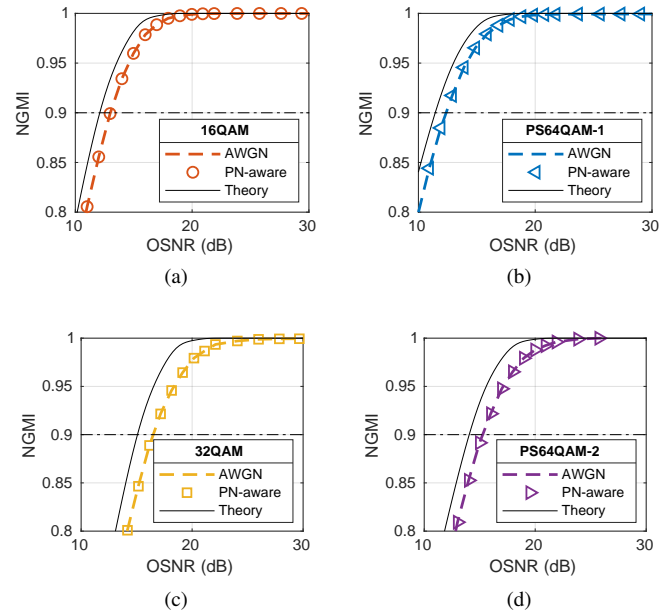 1
0.95
0.9
0.85
0.8
NGMI
16QAM
AWGN
PN-aware
Theory
10
20
30
OSNR (dB)
(a)
1
0.95
0.9
0.85
0.8
NGMI
PS64QAM-1
AWGN
PN-aware
Theory
10
20
30
OSNR (dB)
(b)
1
0.95
0.9
0.85
0.8
NGMI
32QAM
AWGN
PN-aware
Theory
10
20
30
OSNR (dB)
(c)
1
0.95
0.9
0.85
0.8
NGMI
PS64QAM-2
AWGN
PN-aware
Theory
10
20
30
OSNR (dB)
(d)